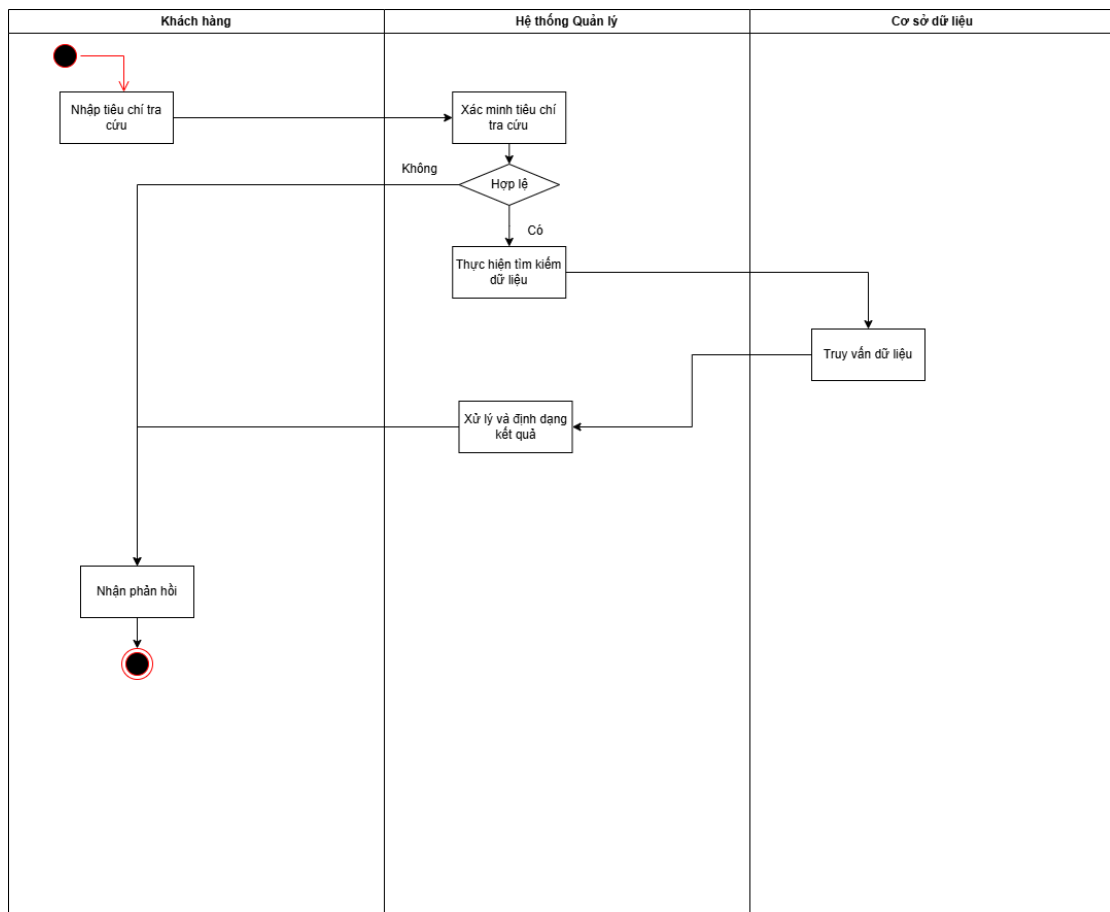 Khách hàng
Hệ thống Quản lý
Cơ sở dữ liệu
Nhập tiêu chí tra
cứu
Xác minh tiêu chí
tra cứu
Không
Hợp lệ
Có
Thực hiện tìm kiếm
dữ liệu
Truy vấn dữ liệu
Xử lý và định dạng
kết quả
Nhận phản hồi